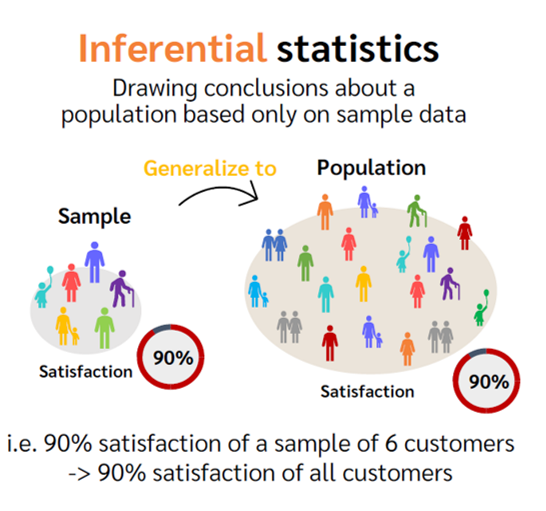 Inferential statistics
Drawing conclusions about a
population based only on sample data
Generalize to
Population
Sample
90%
Satisfaction
90%
Satisfaction
i.e. 90% satisfaction of a sample of 6 customers
-> 90% satisfaction of all customers